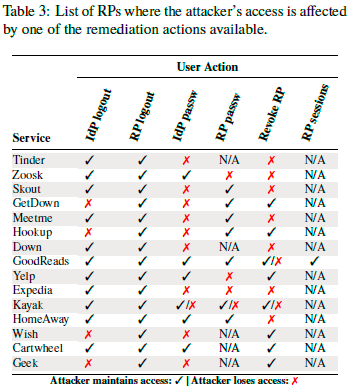 Table 3: List of RPs where the attacker's access is affected
by one of the remediation actions available.
User Action
Service IdP logout RP logout IdP passw RP passw Revoke RP RP sessions
Tinder ✓ ✓ ✗ N/A ✗ N/A
Zoosk ✓ ✓ ✓ ✗ ✗ N/A
Skout ✓ ✓ ✗ ✓ ✗ N/A
GetDown ✗ ✓ ✗ ✓ ✓ N/A
Meetme ✓ ✓ ✗ ✓ ✗ N/A
Hookup ✗ ✓ ✗ ✓ ✓ N/A
Down ✓ ✓ ✗ N/A ✗ N/A
GoodReads ✓ ✓ ✓ ✓ ✓/✗ ✓
Yelp ✓ ✓ ✓ ✗ ✓ N/A
Expedia ✓ ✓ ✗ ✗ ✗ N/A
Kayak ✓ ✓ ✓/✗ ✓/✗ ✓/✗ N/A
HomeAway ✓ ✓ ✓ ✓ ✗ N/A
Wish ✗ ✓ ✗ N/A ✓ N/A
Cartwheel ✓ ✓ ✓ N/A ✓ N/A
Geek ✗ ✓ ✗ N/A ✓ N/A
Attacker maintains access: ✓ | Attacker loses access: ✗